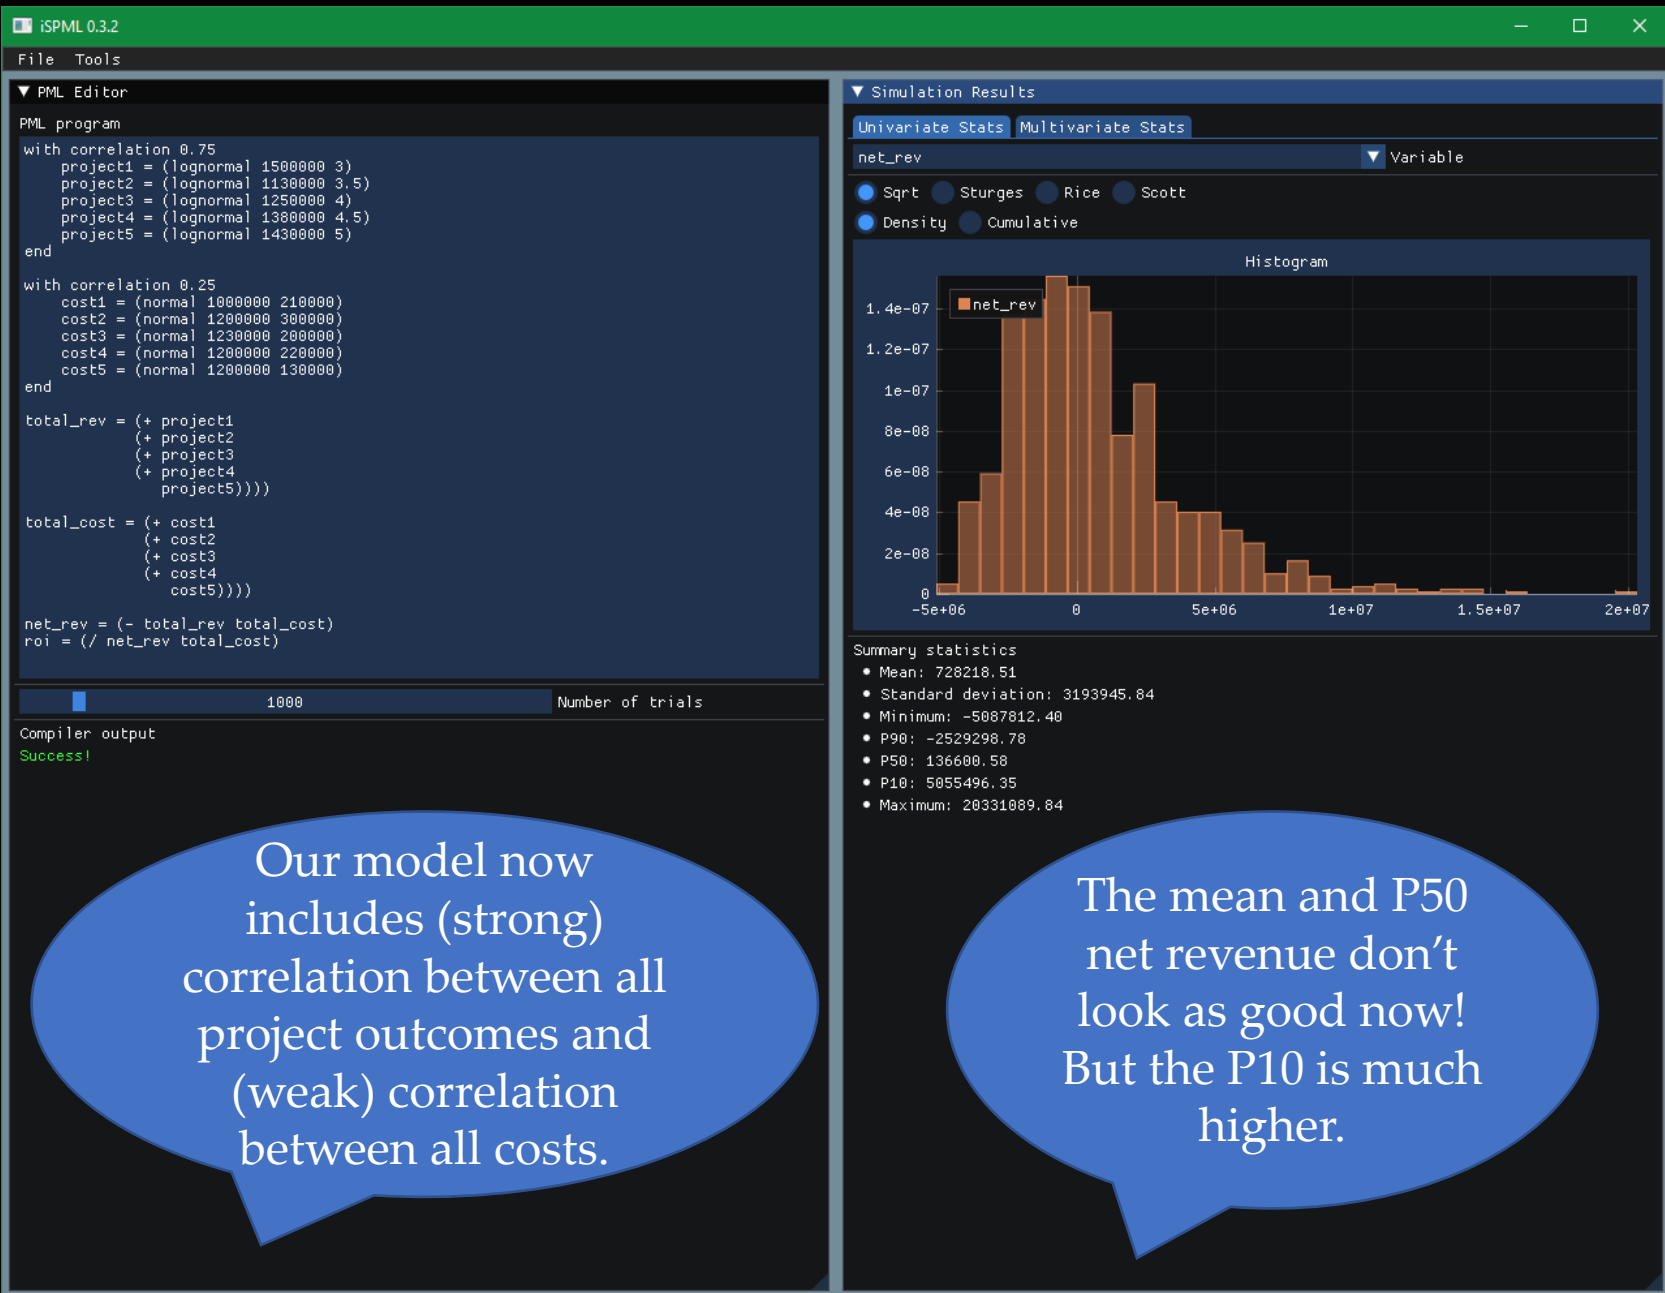 iSPML 0.3.2
File Tools
PML Editor
PML program
with correlation 0.75
project1 = (lognormal 1500000 3)
project2 = (lognormal 1130000 3.5)
project3 = (lognormal 1250000 4)
project4 = (lognormal 1380000 4.5)
project5 = (lognormal 1430000 5)
end
with correlation 0.25
cost1 = (normal 1000000 210000)
cost2 = (normal 1200000 300000)
cost3 = (normal 1230000 200000)
cost4 = (normal 1200000 220000)
cost5 = (normal 1200000 130000)
end
total_rev = (+ project1
(+ project2
(+ project3
(+ project4
project5))))
total_cost = (+ cost1
(+ cost2
(+ cost3
(+ cost4
cost5))))
net_rev = (- total_rev total_cost)
roi = (/ net_rev total_cost)
1000 Number of trials
Compiler output
Success!
Our model now
includes (strong)
correlation between all
project outcomes and
(weak) correlation
between all costs.
Simulation Results
Univariate Stats Multivariate Stats
net_rev Variable
Sqrt Sturges Rice Scott
Density Cumulative
Histogram
net_rev
1.4e-07
1.2e-07
1e-07
8e-08
6e-08
4e-08
2e-08
0
-5e+06 0 5e+06 1e+07 1.5e+07 2e+07
Summary statistics
Mean: 728218.51
Standard deviation: 3193945.84
Minimum: -5087812.40
P90: -2529298.78
P50: 136600.58
P10: 5055496.35
Maximum: 20331089.84
The mean and P50
net revenue don't
look as good now!
But the P10 is much
higher.